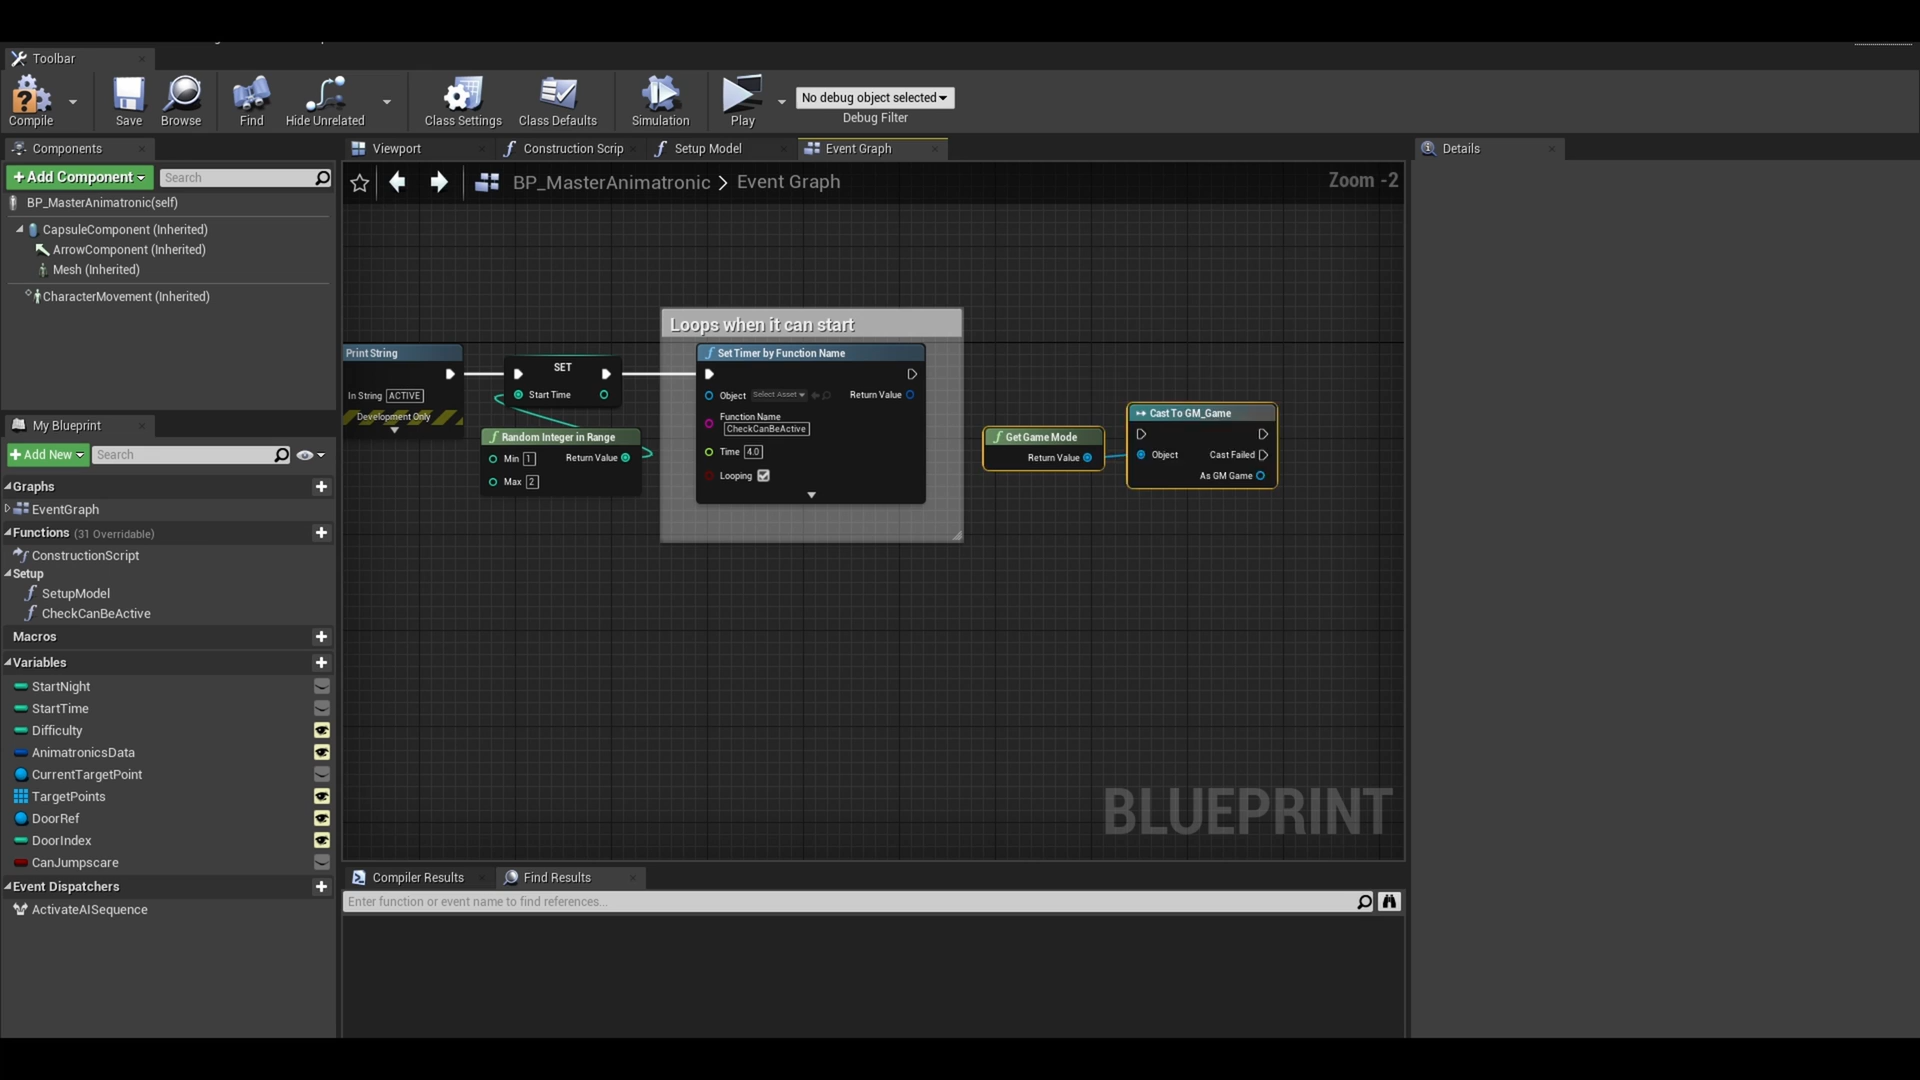 Toolbar
Compile
Save
Browse
Find
Hide Unrelated
Class Settings
Class Defaults
Simulation
Play
No debug object selected
Debug Filter
Components
Viewport
Construction Scrip
Setup Model
Event Graph
Details
+Add Component
Search
BP_MasterAnimatronic > Event Graph
Zoom -2
BP_MasterAnimatronic(self)
CapsuleComponent (Inherited)
ArrowComponent (Inherited)
Mesh (Inherited)
CharacterMovement (Inherited)
Loops when it can start
Print String
In String ACTIVE
Development Only
SET
Start Time
Random Integer in Range
Min 1
Return Value
Max 2
Set Timer by Function Name
Object Select Asset
Return Value
Function Name
CheckCanBeActive
Time 4.0
Looping
Get Game Mode
Return Value
Cast To GM_Game
Object
Cast Failed
As GM Game
My Blueprint
+Add New
Search
Graphs
EventGraph
Functions (31 Overridable)
ConstructionScript
Setup
SetupModel
CheckCanBeActive
Macros
Variables
StartNight
StartTime
Difficulty
AnimatronicsData
CurrentTargetPoint
TargetPoints
DoorRef
DoorIndex
CanJumpscare
Event Dispatchers
ActivateAISequence
BLUEPRINT
Compiler Results
Find Results
Enter function or event name to find references...